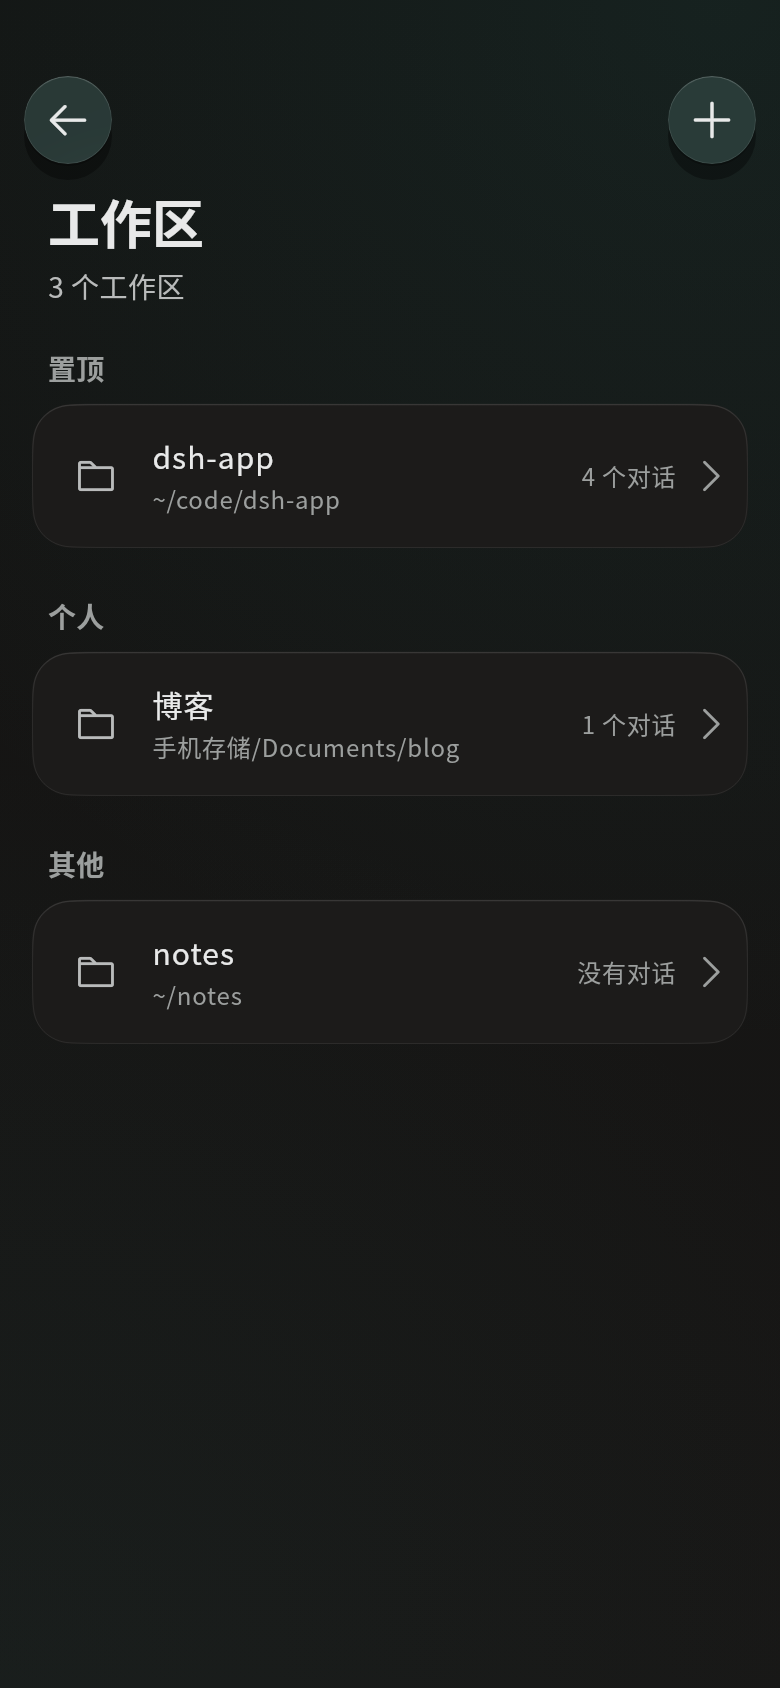 工作区
3 个工作区
置顶
dsh-app
~/code/dsh-app
4 个对话
个人
博客
手机存储/Documents/blog
1 个对话
其他
notes
~/notes
没有对话